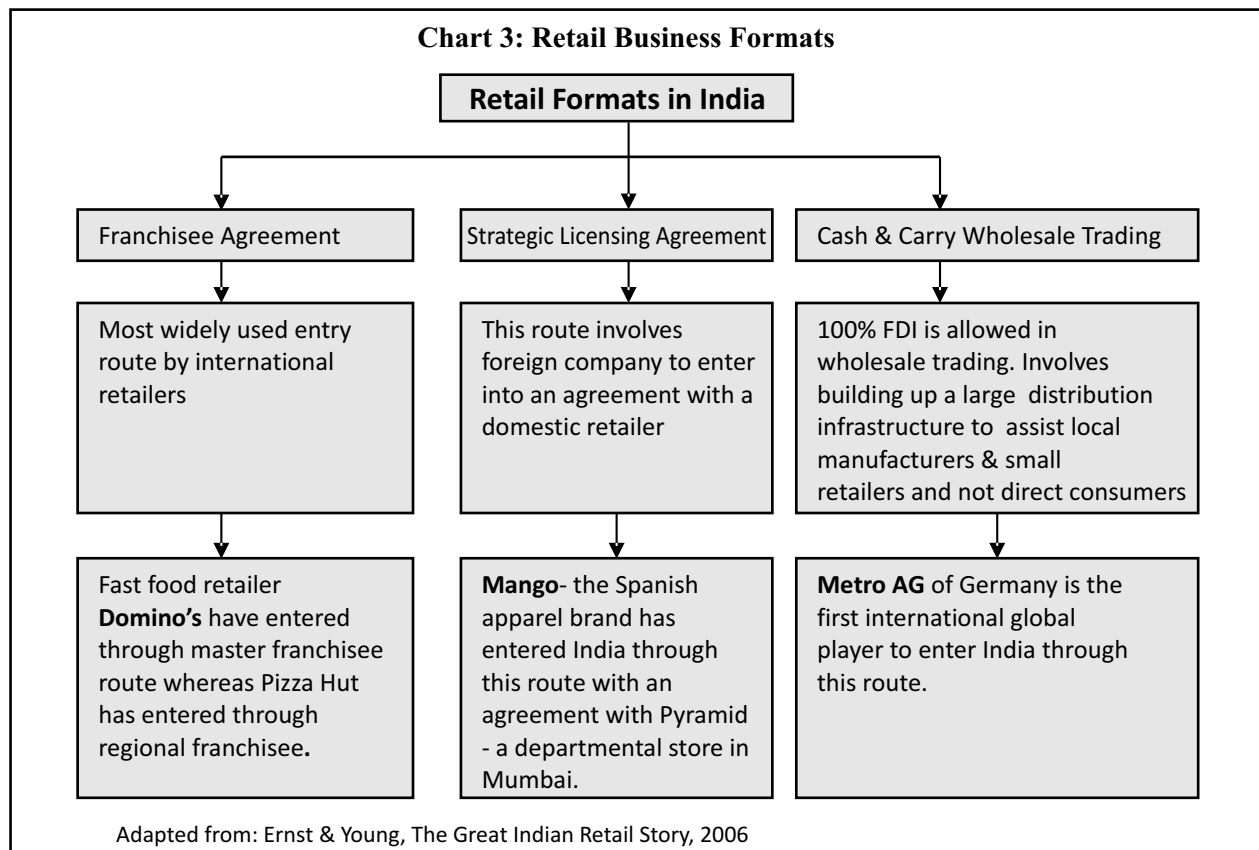 Chart 3: Retail Business Formats
Retail Formats in India
Franchisee Agreement
Most widely used entry
route by international
retailers
Fast food retailer
Domino’s have entered
through master franchisee
route whereas Pizza Hut
has entered through
regional franchisee.
Strategic Licensing Agreement
This route involves
foreign company to enter
into an agreement with a
domestic retailer
Mango- the Spanish
apparel brand has
entered India through
this route with an
agreement with Pyramid
- a departmental store in
Mumbai.
Cash & Carry Wholesale Trading
100% FDI is allowed in
wholesale trading. Involves
building up a large distribution
infrastructure to assist local
manufacturers & small
retailers and not direct consumers
Metro AG of Germany is the
first international global
player to enter India through
this route.
Adapted from: Ernst & Young, The Great Indian Retail Story, 2006